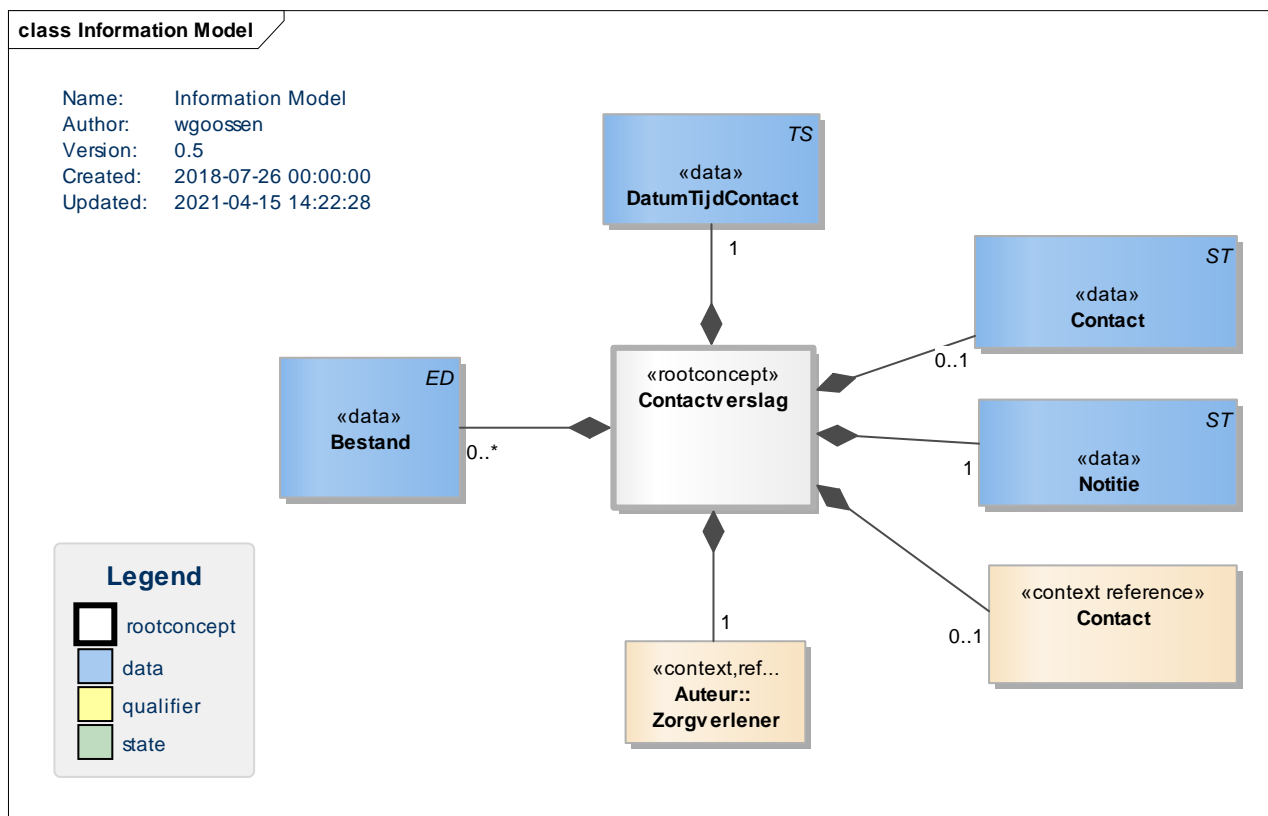 class Information Model
Name: Information Model
Author: wgoossen
Version: 0.5
Created: 2018-07-26 00:00:00
Updated: 2021-04-15 14:22:28
TS
«data»
DatumTijdContact
1
ST
«data»
Contact
0..1
«rootconcept»
Contactverslag
ED
«data»
Bestand
0..*
ST
«data»
Notitie
1
«context reference»
Contact
0..1
1
«context,ref...
Auteur::
Zorgverlener
Legend
rootconcept
data
qualifier
state